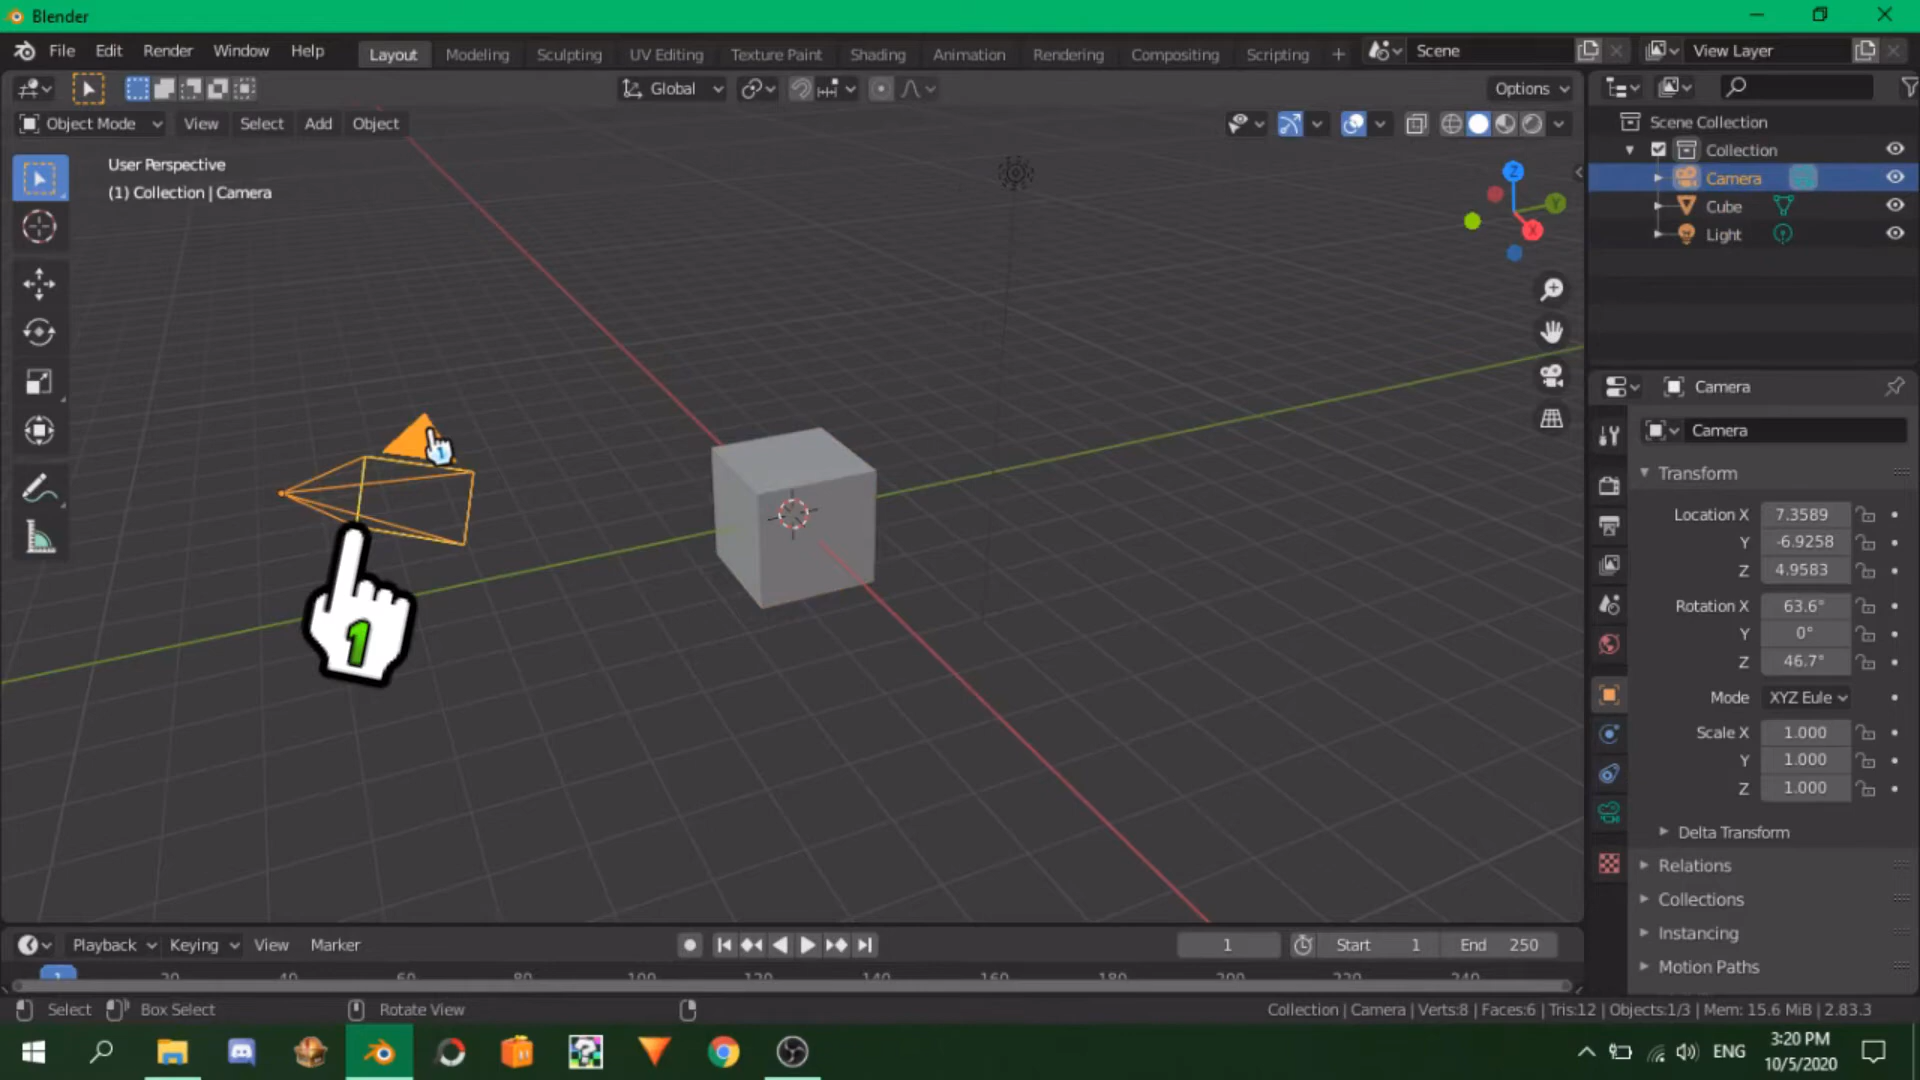 Blender
File Edit Render Window Help Layout Modeling Sculpting UV Editing Texture Paint Shading Animation Rendering Compositing Scripting + Scene View Layer
Global Options
Object Mode View Select Add Object
User Perspective
(1) Collection | Camera
Z
Y
X
Scene Collection
Collection
Camera
Cube
Light
Camera
Camera
Transform
Location X 7.3589
Y -6.9258
Z 4.9583
Rotation X 63.6°
Y 0°
Z 46.7°
Mode XYZ Eule
Scale X 1.000
Y 1.000
Z 1.000
Delta Transform
Relations
Collections
Instancing
Motion Paths
1
1
Playback Keying View Marker 1 Start 1 End 250
1 20 40 60 80 100 120 140 160 180 200 220 240
Select Box Select Rotate View Collection | Camera | Verts:8 | Faces:6 | Tris:12 | Objects:1/3 | Mem: 15.6 MiB | 2.83.3
?
ENG
3:20 PM
10/5/2020